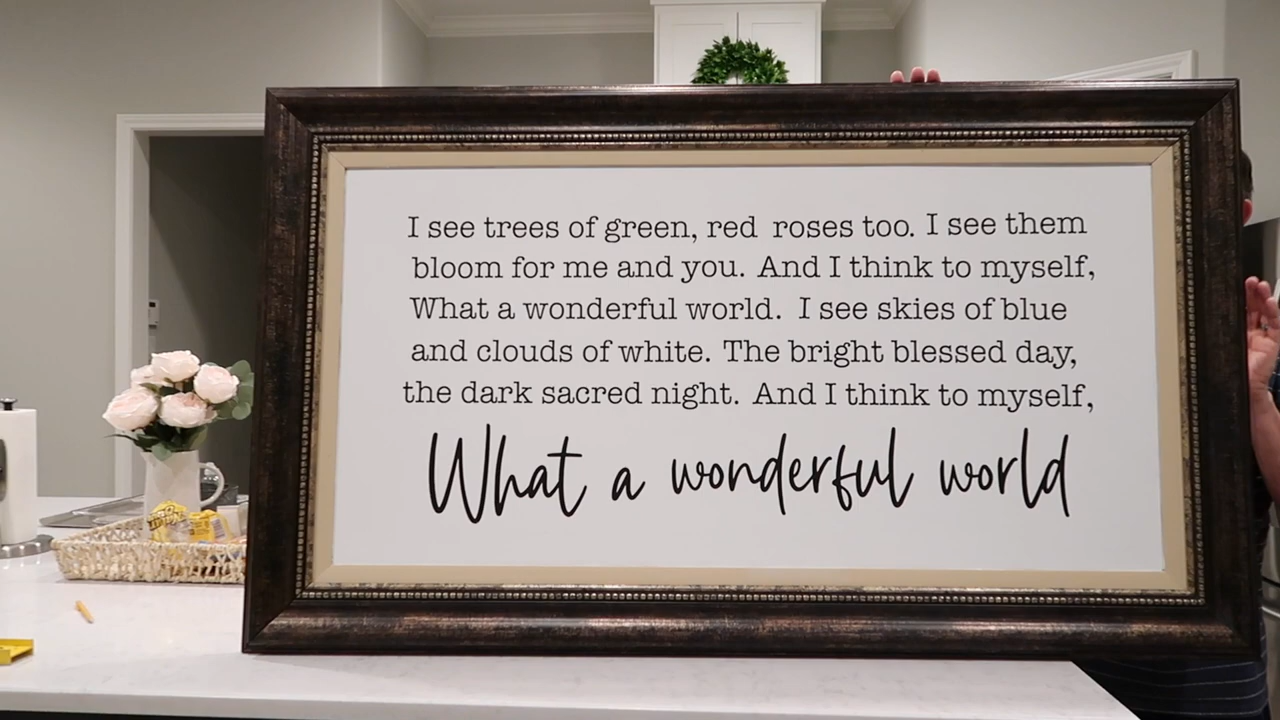 I see trees of green, red roses too. I see them
bloom for me and you. And I think to myself,
What a wonderful world. I see skies of blue
and clouds of white. The bright blessed day,
the dark sacred night. And I think to myself,
What a wonderful world